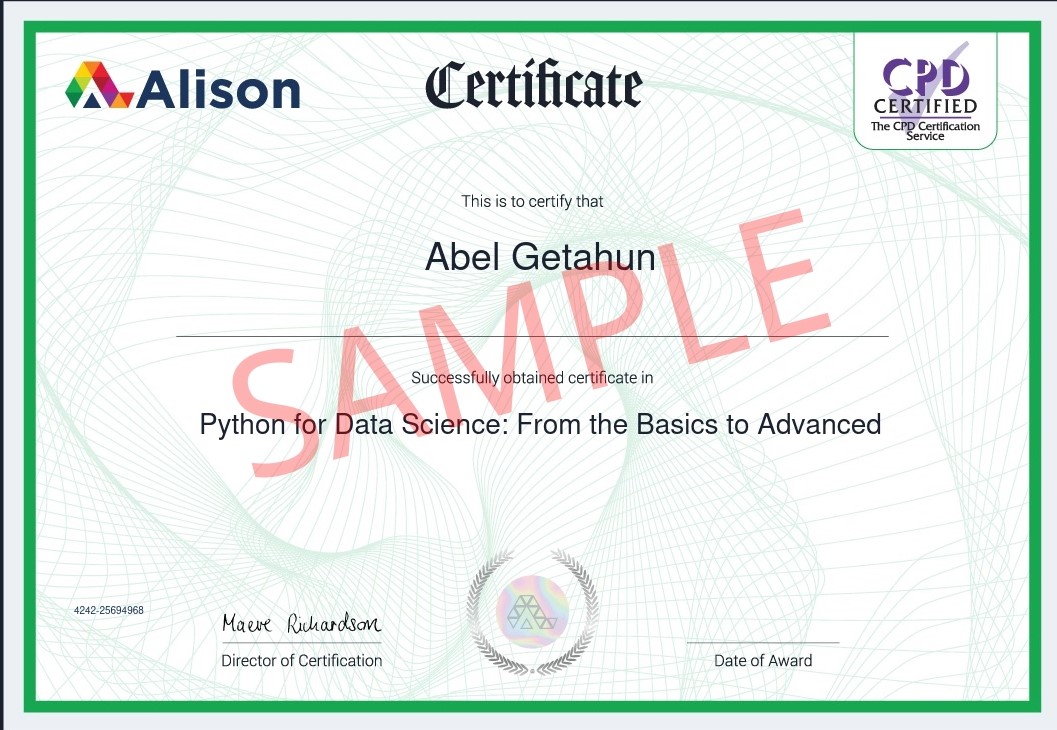 Alison
Certificate
CPD
CERTIFIED
The CPD Certification
Service
This is to certify that
Abel Getahun
SAMPLE
Successfully obtained certificate in
Python for Data Science: From the Basics to Advanced
4242-25694968
Maeve Richardson
Director of Certification
Date of Award